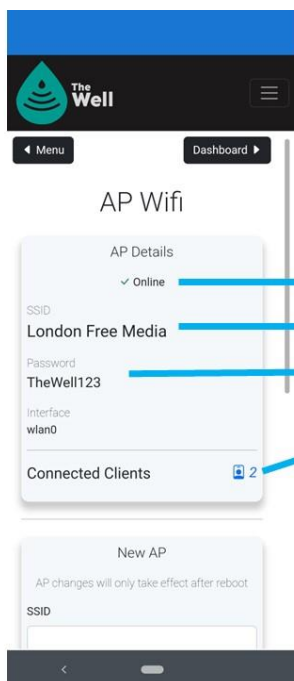 The
Well
Menu
Dashboard
AP Wifi
AP Details
Online
SSID
London Free Media
Password
TheWell123
Interface
wlan0
Connected Clients 2
New AP
AP changes will only take effect after reboot
SSID